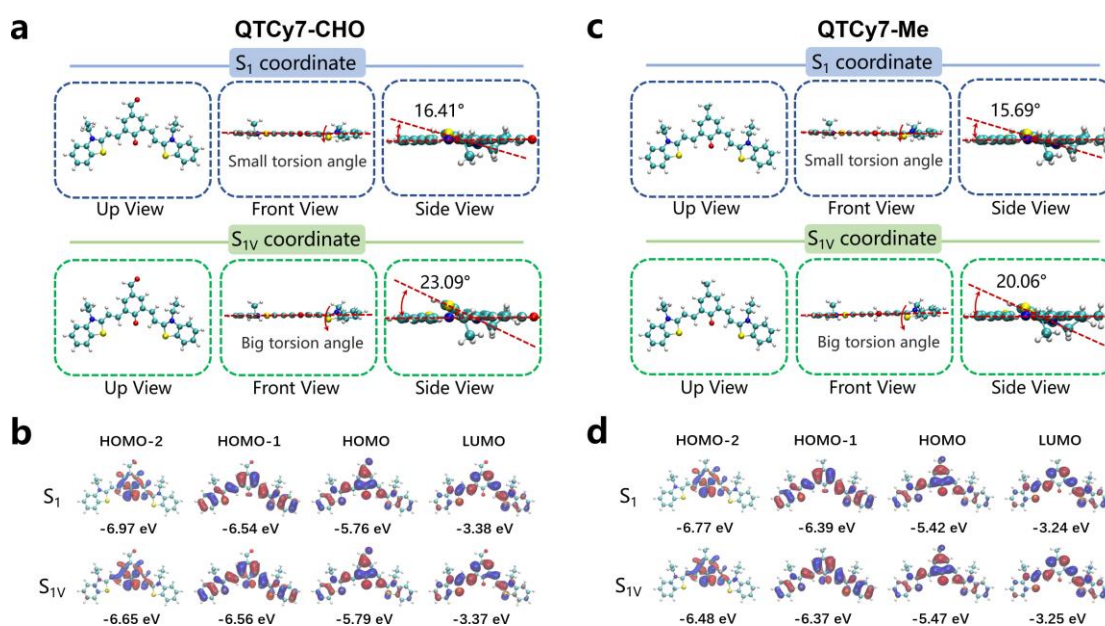 a
QTCy7-CHO
S₁ coordinate
16.41°
Small torsion angle
Up View Front View Side View
S₁ᵥ coordinate
23.09°
Big torsion angle
Up View Front View Side View
b
HOMO-2 HOMO-1 HOMO LUMO
S₁
-6.97 eV -6.54 eV -5.76 eV -3.38 eV
S₁ᵥ
-6.65 eV -6.56 eV -5.79 eV -3.37 eV
c
QTCy7-Me
S₁ coordinate
15.69°
Small torsion angle
Up View Front View Side View
S₁ᵥ coordinate
20.06°
Big torsion angle
Up View Front View Side View
d
HOMO-2 HOMO-1 HOMO LUMO
S₁
-6.77 eV -6.39 eV -5.42 eV -3.24 eV
S₁ᵥ
-6.48 eV -6.37 eV -5.47 eV -3.25 eV